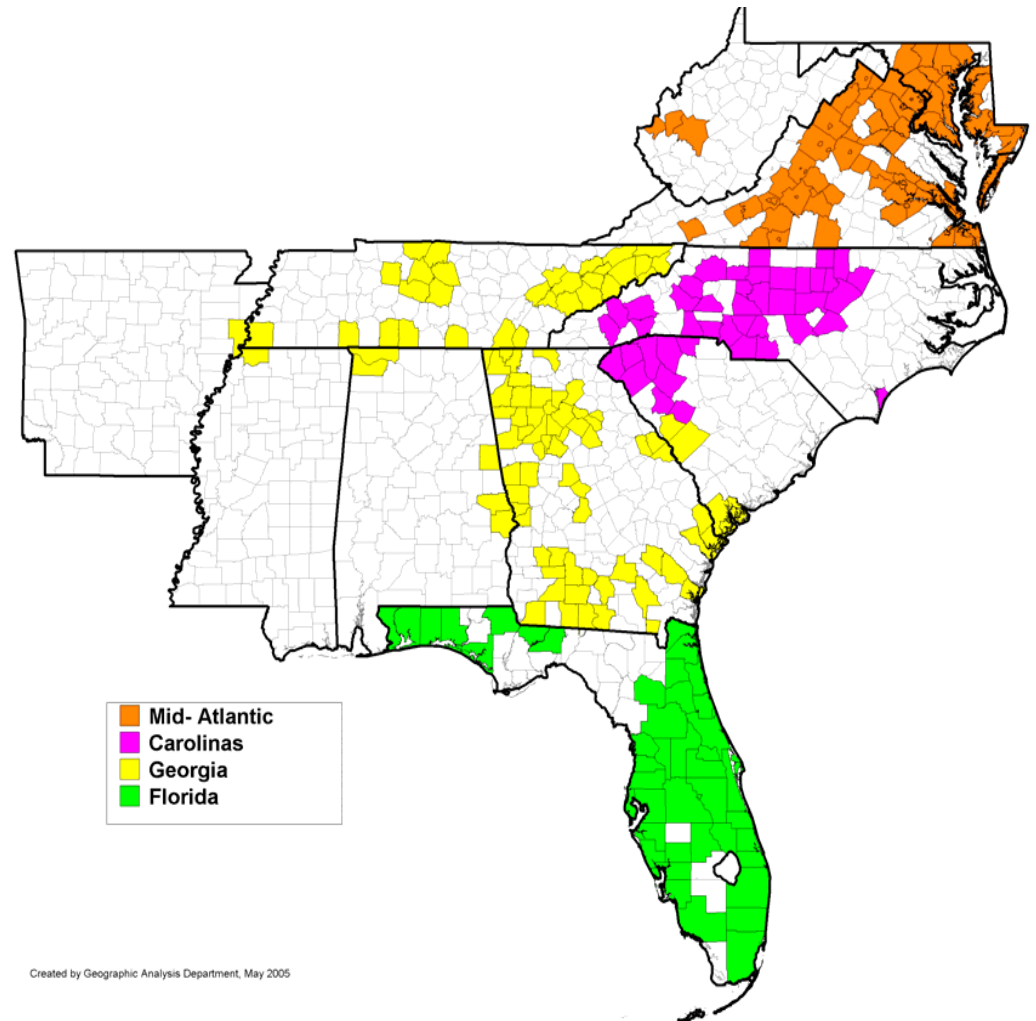 Mid- Atlantic
Carolinas
Georgia
Florida
Created by Geographic Analysis Department, May 2005